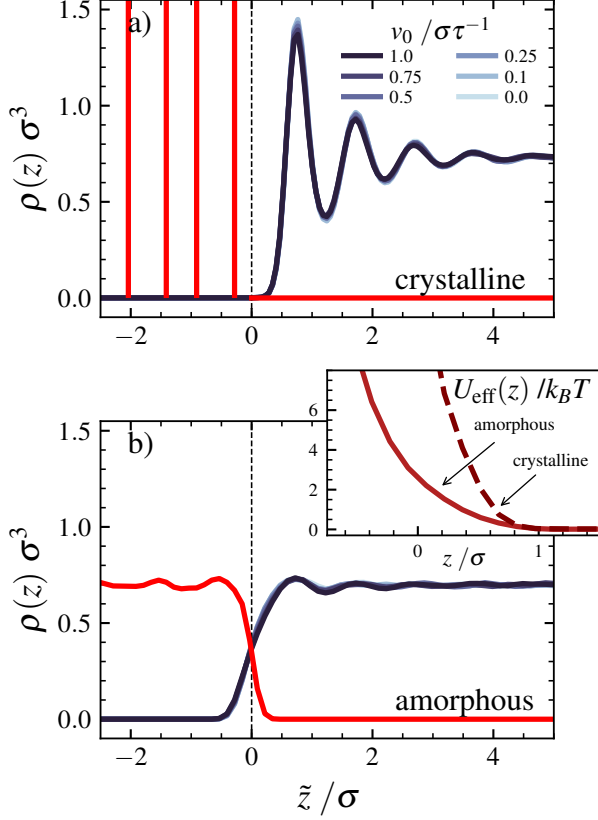 a)
v₀ /στ⁻¹
1.0 0.25
0.75 0.1
0.5 0.0
1.5
1.0
0.5
0.0
ρ(z) σ³
crystalline
−2 0 2 4
b)
U_eff(z) /k_BT
amorphous
crystalline
6
4
2
0
0 1
z/σ
1.5
1.0
0.5
0.0
ρ(z) σ³
amorphous
−2 0 2 4
z̃/σ